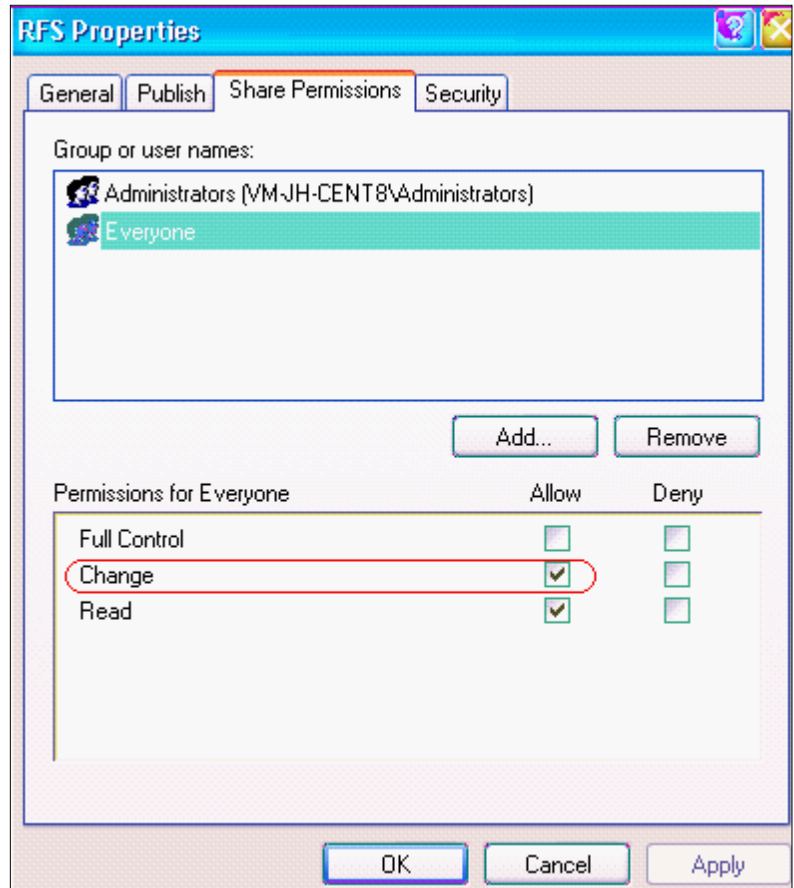 RFS Properties
General Publish Share Permissions Security
Group or user names:
Administrators (VM-JH-CENT8\Administrators)
Everyone
Add... Remove
Permissions for Everyone Allow Deny
Full Control
Change
Read
OK Cancel Apply